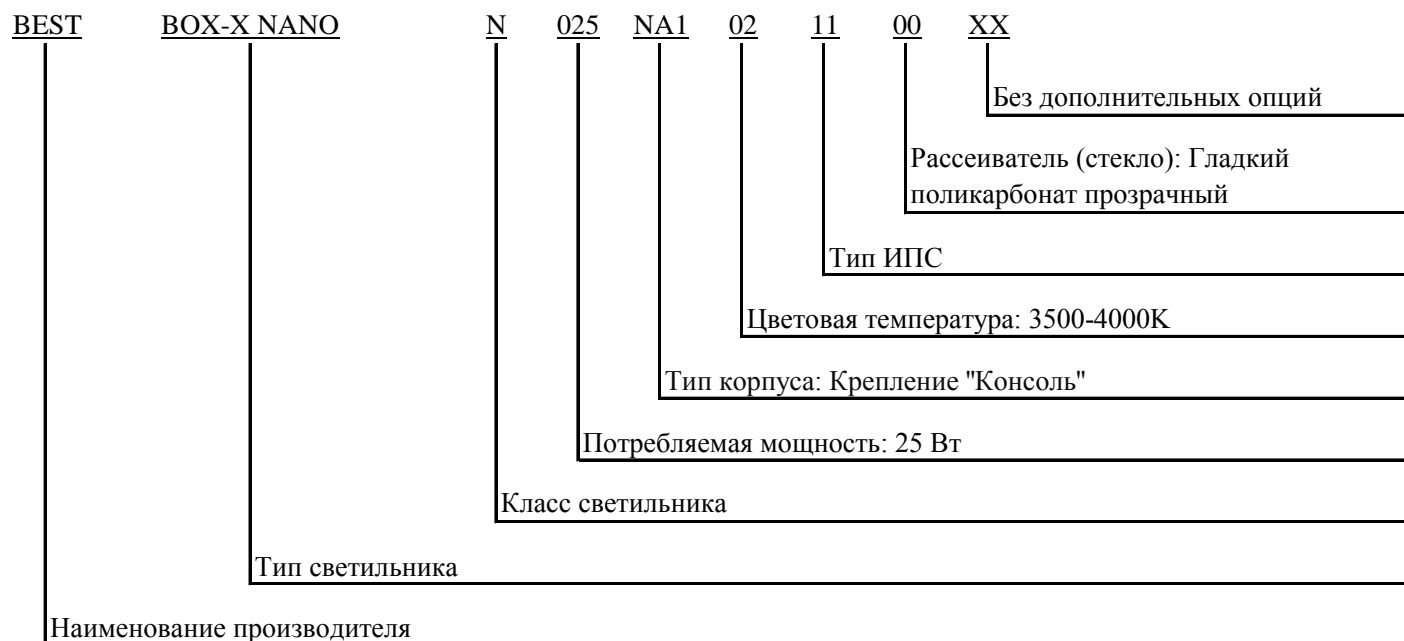 BEST BOX-X NANO N 025 NA1 02 11 00 XX
Без дополнительных опций
Рассеиватель (стекло): Гладкий
поликарбонат прозрачный
Тип ИПС
Цветовая температура: 3500-4000К
Тип корпуса: Крепление "Консоль"
Потребляемая мощность: 25 Вт
Класс светильника
Тип светильника
Наименование производителя